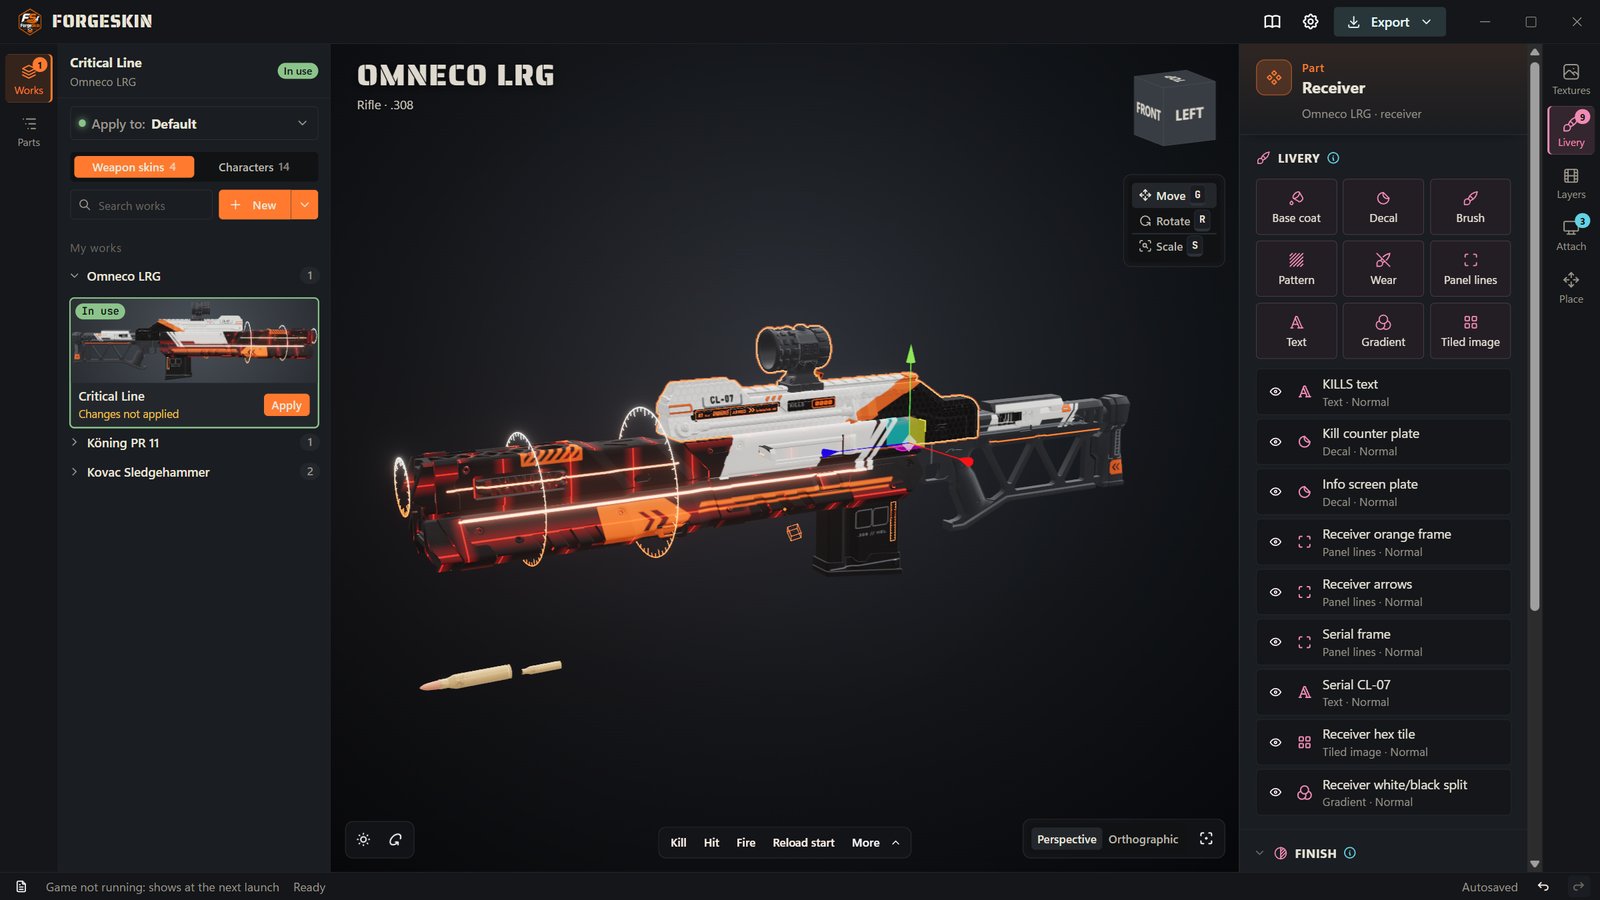 FORGESKIN
Export
1
Works
Parts
Critical Line
Omneco LRG
In use
Apply to: Default
Weapon skins 4
Characters 14
Search works
+ New
My works
Omneco LRG
1
In use
Critical Line
Changes not applied
Apply
Köning PR 11
1
Kovac Sledgehammer
2
OMNECO LRG
Rifle · .308
TOP
FRONT
LEFT
Move G
Rotate R
Scale S
CL-07
KILLS
Kill
Hit
Fire
Reload start
More
Perspective
Orthographic
Part
Receiver
Omneco LRG · receiver
LIVERY
Base coat
Decal
Brush
Pattern
Wear
Panel lines
Text
Gradient
Tiled image
KILLS text
Text · Normal
Kill counter plate
Decal · Normal
Info screen plate
Decal · Normal
Receiver orange frame
Panel lines · Normal
Receiver arrows
Panel lines · Normal
Serial frame
Panel lines · Normal
Serial CL-07
Text · Normal
Receiver hex tile
Tiled image · Normal
Receiver white/black split
Gradient · Normal
FINISH
Textures
9
Livery
Layers
3
Attach
Place
Game not running: shows at the next launch
Ready
Autosaved